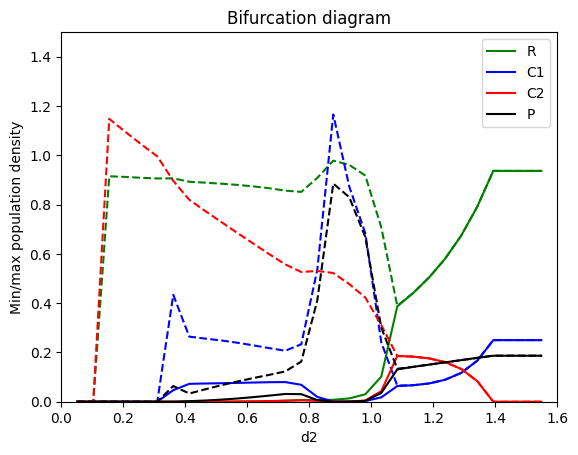 Bifurcation diagram
Min/max population density
1.4
1.2
1.0
0.8
0.6
0.4
0.2
0.0
R
C1
C2
P
0.0 0.2 0.4 0.6 0.8 1.0 1.2 1.4 1.6
d2